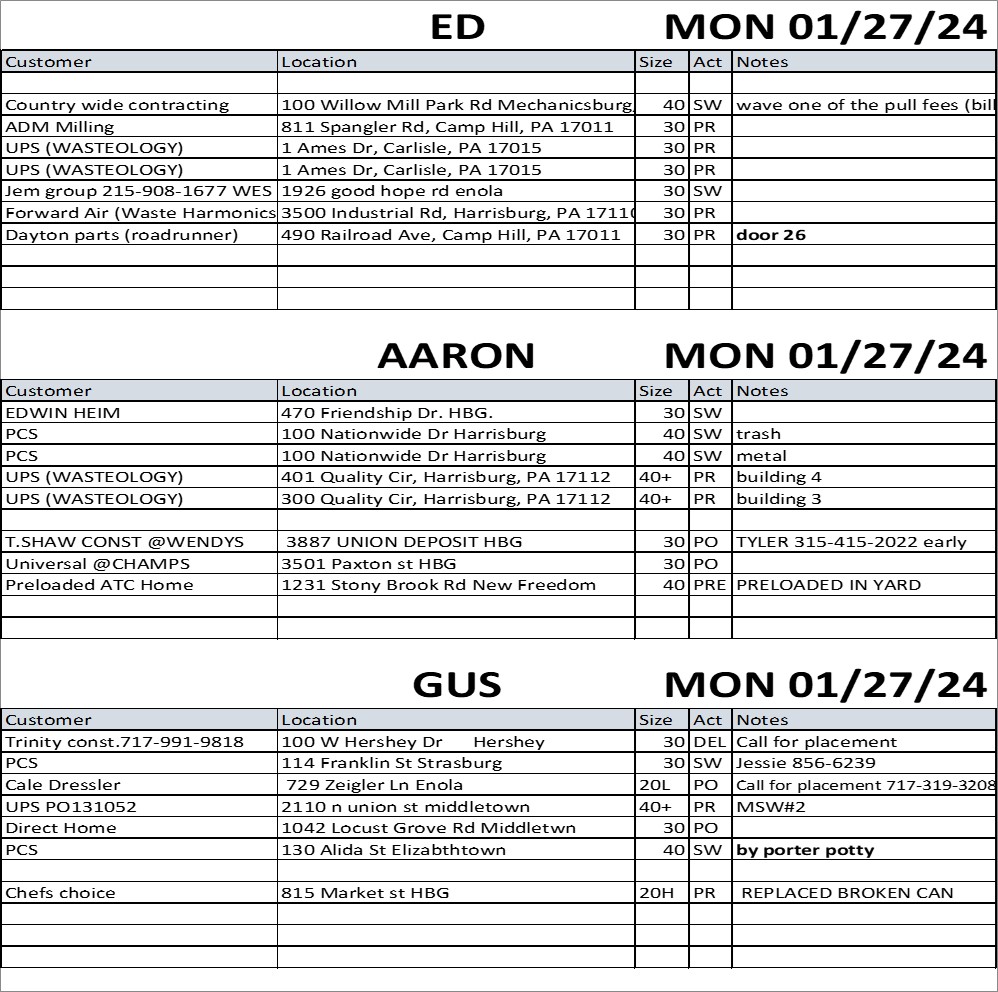 ED MON 01/27/24
Customer Location Size Act Notes
Country wide contracting 100 Willow Mill Park Rd Mechanicsburg, 40 SW wave one of the pull fees (bill
ADM Milling 811 Spangler Rd, Camp Hill, PA 17011 30 PR
UPS (WASTEOLOGY) 1 Ames Dr, Carlisle, PA 17015 30 PR
UPS (WASTEOLOGY) 1 Ames Dr, Carlisle, PA 17015 30 PR
Jem group 215-908-1677 WES 1926 good hope rd enola 30 SW
Forward Air (Waste Harmonics 3500 Industrial Rd, Harrisburg, PA 17110 30 PR
Dayton parts (roadrunner) 490 Railroad Ave, Camp Hill, PA 17011 30 PR door 26
AARON MON 01/27/24
Customer Location Size Act Notes
EDWIN HEIM 470 Friendship Dr. HBG. 30 SW
PCS 100 Nationwide Dr Harrisburg 40 SW trash
PCS 100 Nationwide Dr Harrisburg 40 SW metal
UPS (WASTEOLOGY) 401 Quality Cir, Harrisburg, PA 17112 40+ PR building 4
UPS (WASTEOLOGY) 300 Quality Cir, Harrisburg, PA 17112 40+ PR building 3
T.SHAW CONST @WENDYS 3887 UNION DEPOSIT HBG 30 PO TYLER 315-415-2022 early
Universal @CHAMPS 3501 Paxton st HBG 30 PO
Preloaded ATC Home 1231 Stony Brook Rd New Freedom 40 PRE PRELOADED IN YARD
GUS MON 01/27/24
Customer Location Size Act Notes
Trinity const.717-991-9818 100 W Hershey Dr Hershey 30 DEL Call for placement
PCS 114 Franklin St Strasburg 30 SW Jessie 856-6239
Cale Dressler 729 Zeigler Ln Enola 20L PO Call for placement 717-319-3208
UPS PO131052 2110 n union st middletown 40+ PR MSW#2
Direct Home 1042 Locust Grove Rd Middletwn 30 PO
PCS 130 Alida St Elizabthtown 40 SW by porter potty
Chefs choice 815 Market st HBG 20H PR REPLACED BROKEN CAN